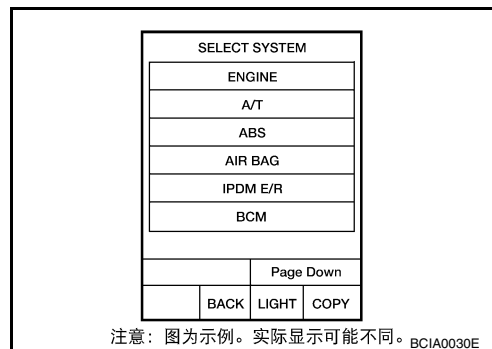 SELECT SYSTEM
ENGINE
A/T
ABS
AIR BAG
IPDM E/R
BCM
Page Down
BACK LIGHT COPY
注意：图为示例。实际显示可能不同。 BCIA0030E